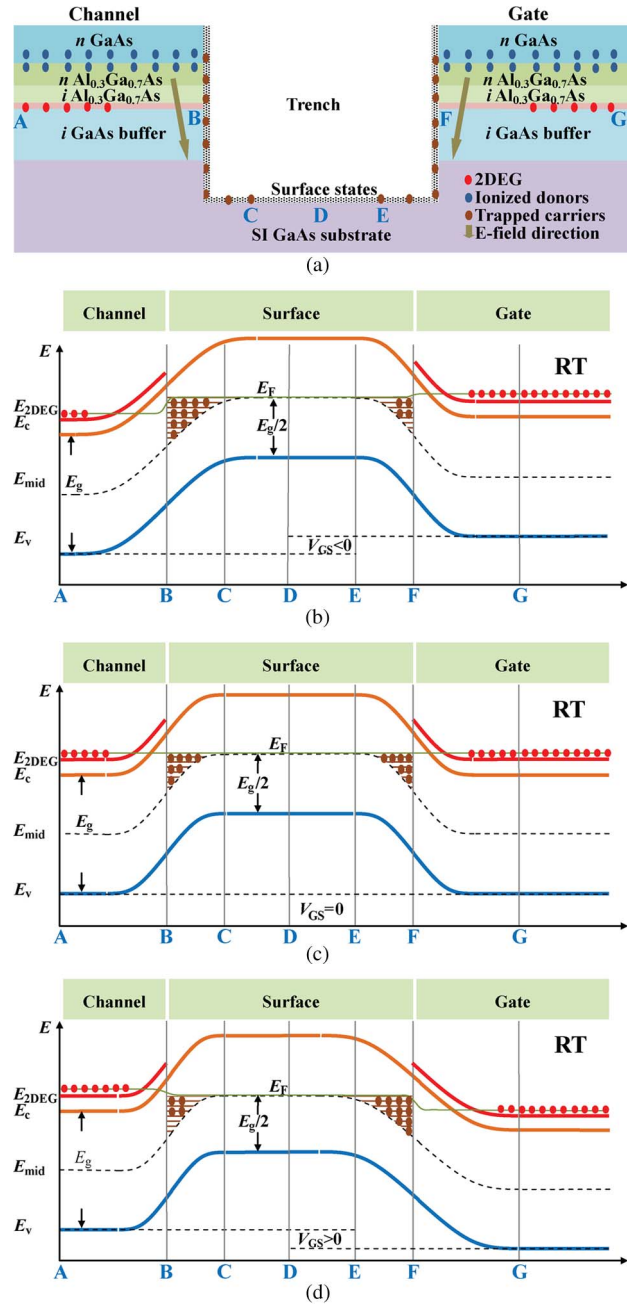 Channel Gate
n GaAs n GaAs
n Al0.3Ga0.7As n Al0.3Ga0.7As
i Al0.3Ga0.7As Trench i Al0.3Ga0.7As
A B F G
i GaAs buffer i GaAs buffer
Surface states
C D E
SI GaAs substrate
2DEG
Ionized donors
Trapped carriers
E-field direction
(a)
Channel Surface Gate
E
RT
E2DEG
Ec
EF
Eg/2
Eg
Emid
Ev
VGS<0
A B C D E F G
(b)
Channel Surface Gate
E
RT
E2DEG
Ec
EF
Eg/2
Eg
Emid
Ev
VGS=0
A B C D E F G
(c)
Channel Surface Gate
E
RT
E2DEG
Ec
EF
Eg/2
Eg
Emid
Ev
VGS>0
A B C D E F G
(d)